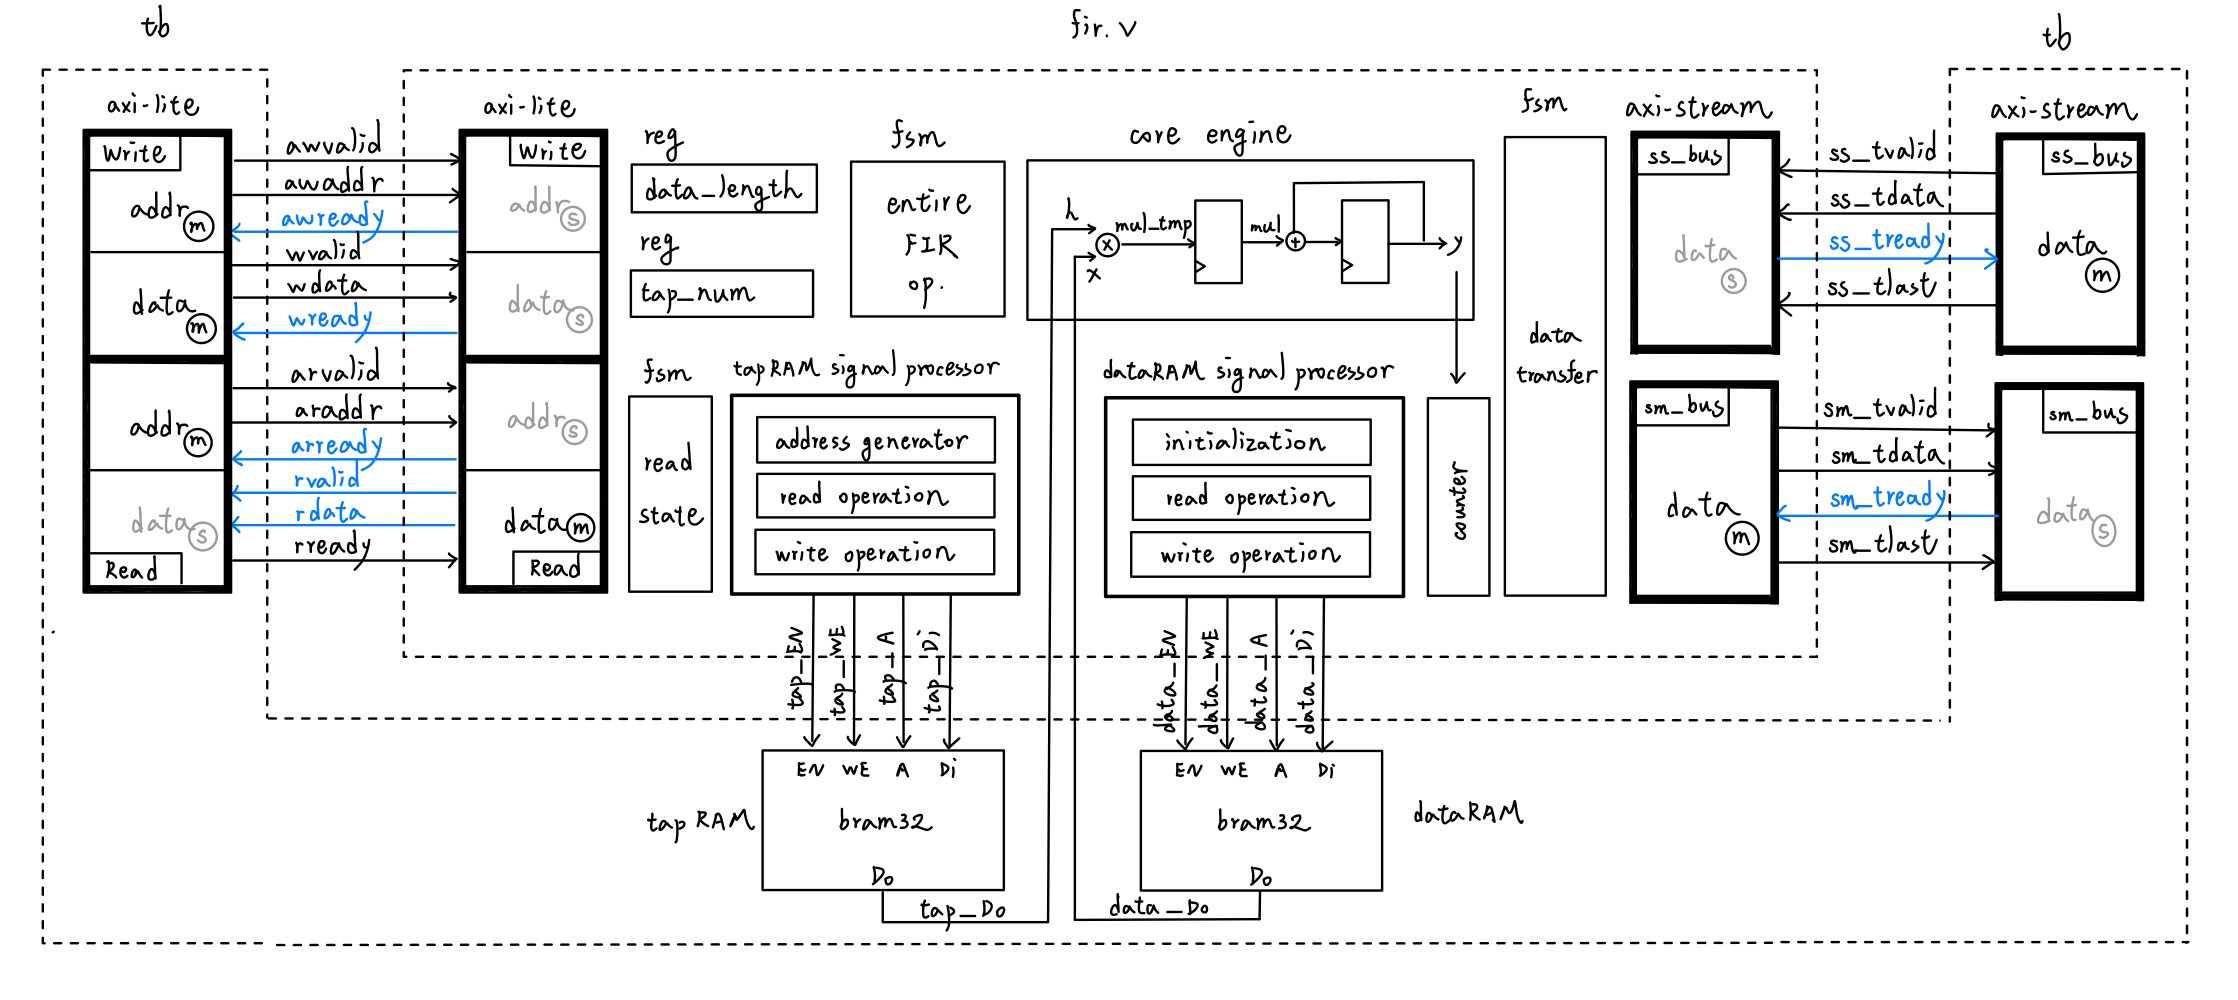 tb
fir.v
tb
axi-lite
Write
addr m
data m
addr m
data s
Read
awvalid
awaddr
awready
wvalid
wdata
wready
arvalid
araddr
arready
rvalid
rdata
rready
axi-lite
Write
addr s
data s
addr s
data m
Read
reg
data_length
reg
tap_num
fsm
entire
FIR
op.
core engine
h
x
x
mul_tmp
mul
+
y
fsm
read
state
tapRAM signal processor
address generator
read operation
write operation
dataRAM signal processor
initialization
read operation
write operation
counter
fsm
data
transfer
axi-stream
ss_bus
data s
sm_bus
data m
ss_tvalid
ss_tdata
ss_tready
ss_tlast
sm_tvalid
sm_tdata
sm_tready
sm_tlast
axi-stream
ss_bus
data m
sm_bus
data s
tap_EN
tap_WE
tap_A
tap_Di
data_EN
data_WE
data_A
data_Di
tapRAM
EN WE A Di
bram32
Do
tap_Do
EN WE A Di
bram32
Do
data_Do
dataRAM